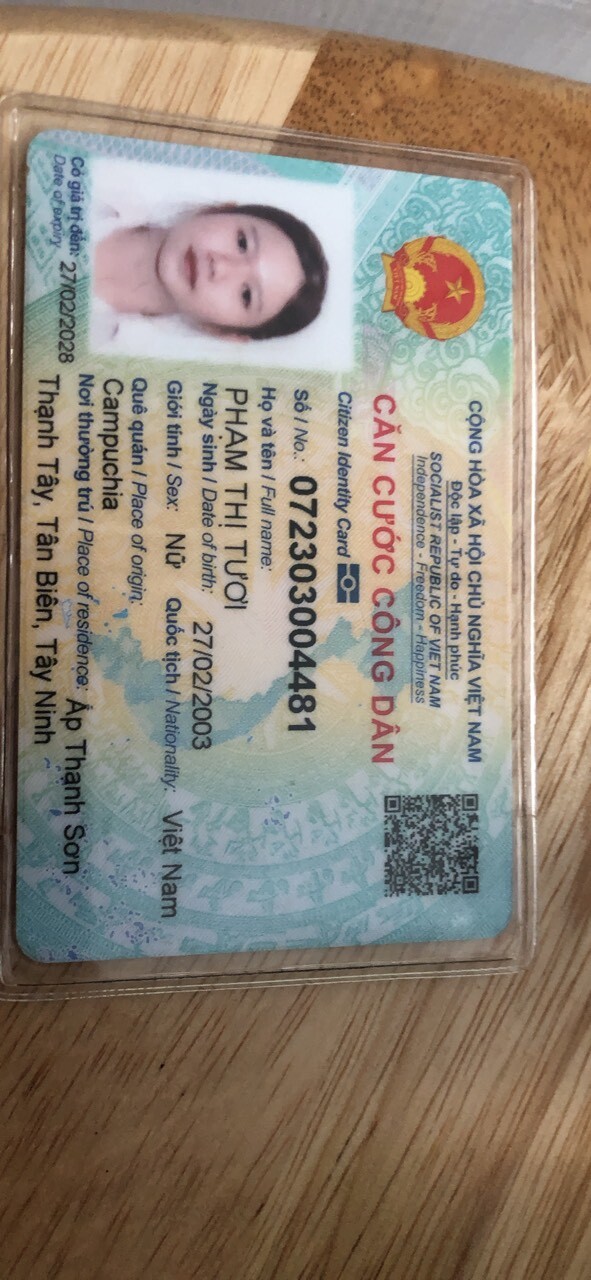 CỘNG HÒA XÃ HỘI CHỦ NGHĨA VIỆT NAM
Độc lập - Tự do - Hạnh phúc
SOCIALIST REPUBLIC OF VIET NAM
Independence - Freedom - Happiness
CĂN CƯỚC CÔNG DÂN
Citizen Identity Card
Số / No.: 072303004481
Họ và tên / Full name:
PHẠM THỊ TƯƠI
Ngày sinh / Date of birth: 27/02/2003
Giới tính / Sex: Nữ Quốc tịch / Nationality: Việt Nam
Quê quán / Place of origin:
Campuchia
Nơi thường trú / Place of residence: Ấp Thạnh Sơn
Thạnh Tây, Tân Biên, Tây Ninh
Có giá trị đến: 27/02/2028
Date of expiry